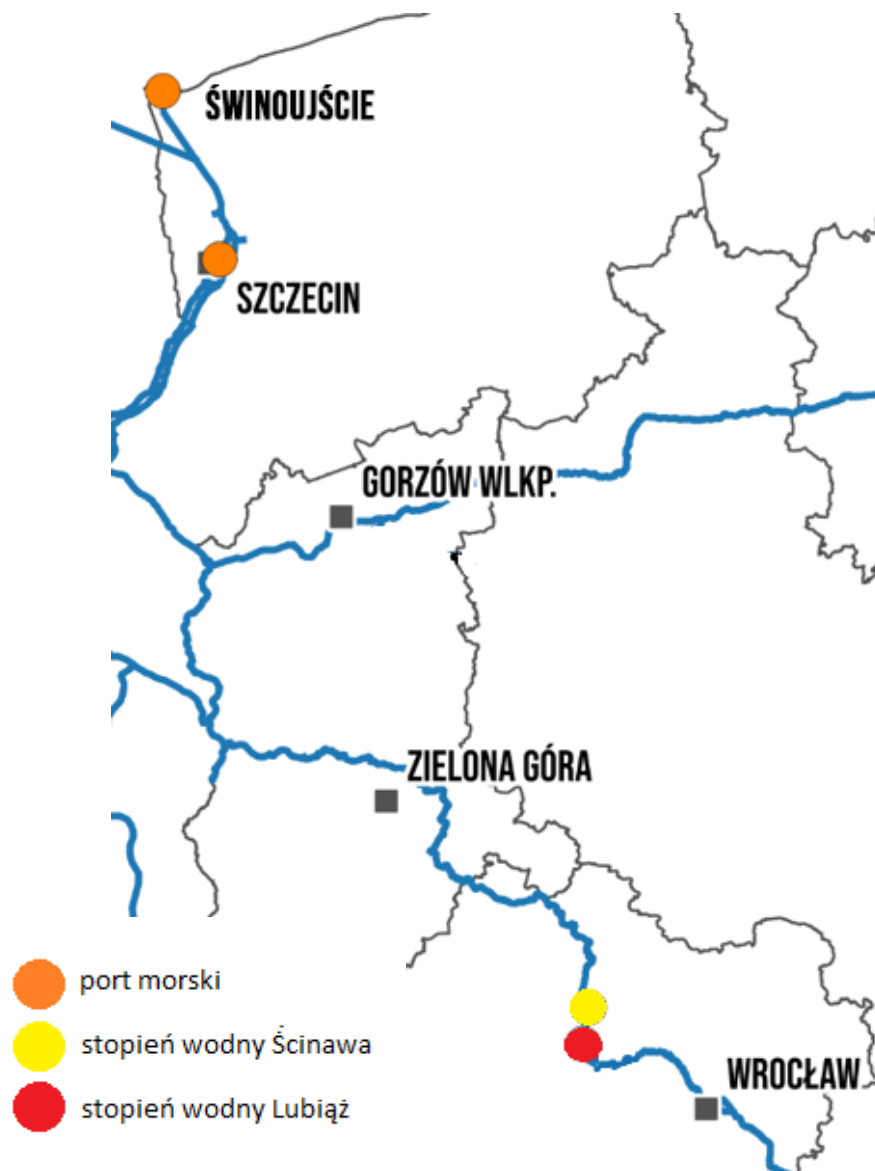 ŚWINOUJŚCIE
SZCZECIN
GORZÓW WLKP.
ZIELONA GÓRA
WROCŁAW
port morski
stopień wodny Ścinawa
stopień wodny Lubiąż